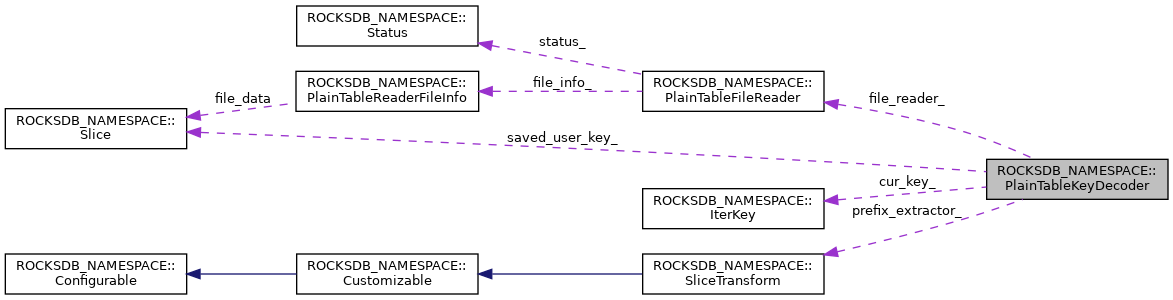 ROCKSDB_NAMESPACE::
Status
status_
ROCKSDB_NAMESPACE::
PlainTableReaderFileInfo
file_info_
ROCKSDB_NAMESPACE::
PlainTableFileReader
file_data
file_reader_
ROCKSDB_NAMESPACE::
Slice
saved_user_key_
ROCKSDB_NAMESPACE::
PlainTableKeyDecoder
cur_key_
ROCKSDB_NAMESPACE::
IterKey
prefix_extractor_
ROCKSDB_NAMESPACE::
Configurable
ROCKSDB_NAMESPACE::
Customizable
ROCKSDB_NAMESPACE::
SliceTransform